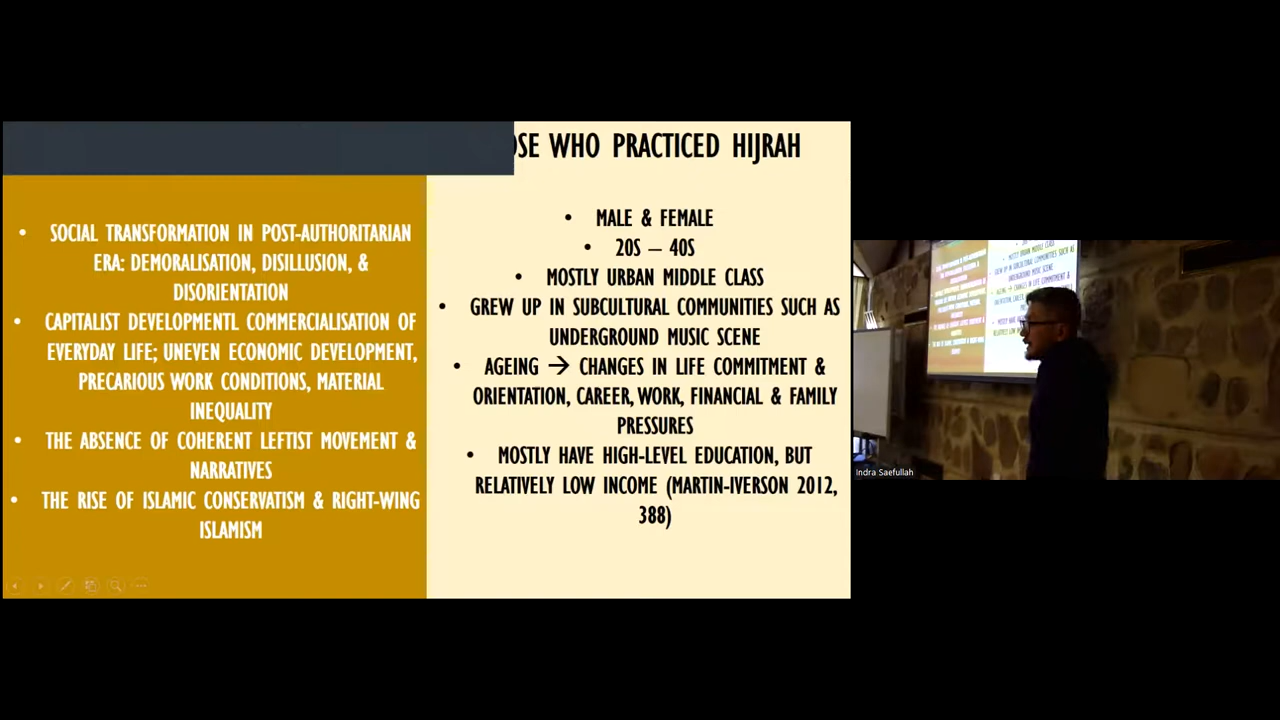 OSE WHO PRACTICED HIJRAH
• SOCIAL TRANSFORMATION IN POST-AUTHORITARIAN
ERA: DEMORALISATION, DISILLUSION, &
DISORIENTATION
• CAPITALIST DEVELOPMENTL COMMERCIALISATION OF
EVERYDAY LIFE; UNEVEN ECONOMIC DEVELOPMENT,
PRECARIOUS WORK CONDITIONS, MATERIAL
INEQUALITY
• THE ABSENCE OF COHERENT LEFTIST MOVEMENT &
NARRATIVES
• THE RISE OF ISLAMIC CONSERVATISM & RIGHT-WING
ISLAMISM
• MALE & FEMALE
• 20S – 40S
• MOSTLY URBAN MIDDLE CLASS
• GREW UP IN SUBCULTURAL COMMUNITIES SUCH AS
UNDERGROUND MUSIC SCENE
• AGEING → CHANGES IN LIFE COMMITMENT &
ORIENTATION, CAREER, WORK, FINANCIAL & FAMILY
PRESSURES
• MOSTLY HAVE HIGH-LEVEL EDUCATION, BUT
RELATIVELY LOW INCOME (MARTIN-IVERSON 2012,
388)
Indra Saefullah